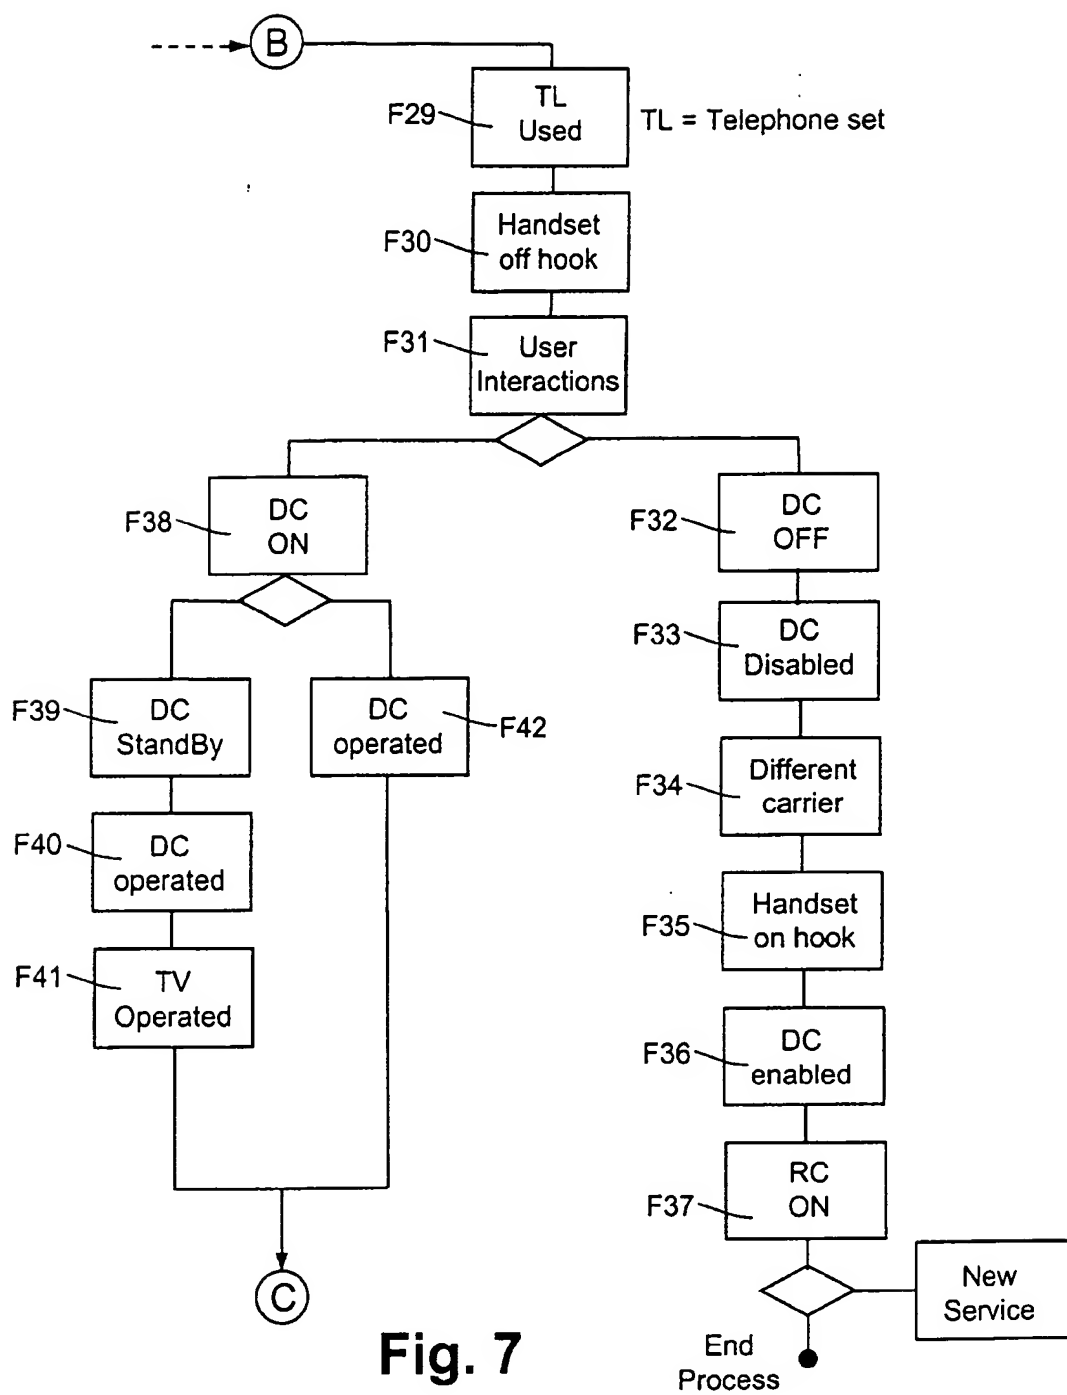 B
TL
Used
F29
TL = Telephone set
Handset
off hook
F30
User
Interactions
F31
DC
ON
F38
DC
OFF
F32
DC
Disabled
F33
DC
StandBy
F39
DC
operated
F42
Different
carrier
F34
DC
operated
F40
Handset
on hook
F35
TV
Operated
F41
DC
enabled
F36
RC
ON
F37
C
New
Service
End
Process
Fig. 7